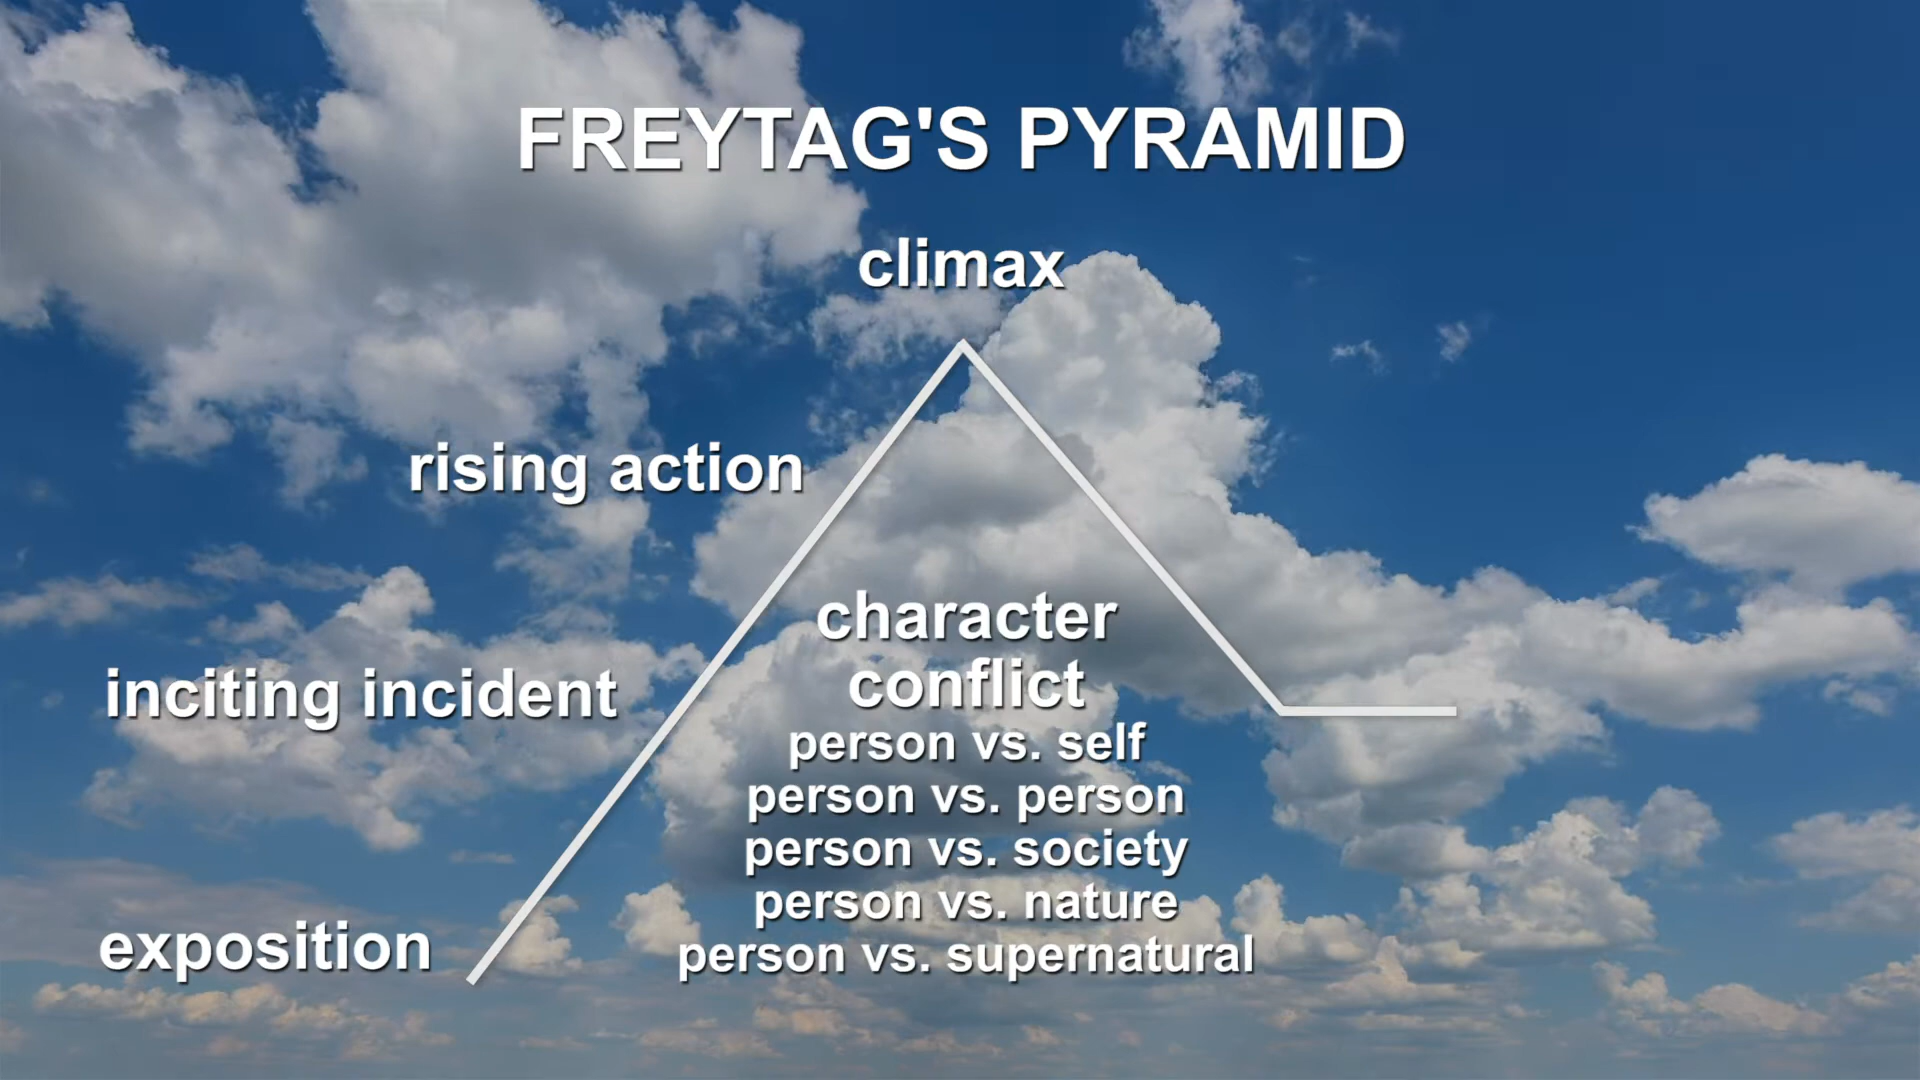 FREYTAG'S PYRAMID
climax
rising action
inciting incident
exposition
character
conflict
person vs. self
person vs. person
person vs. society
person vs. nature
person vs. supernatural